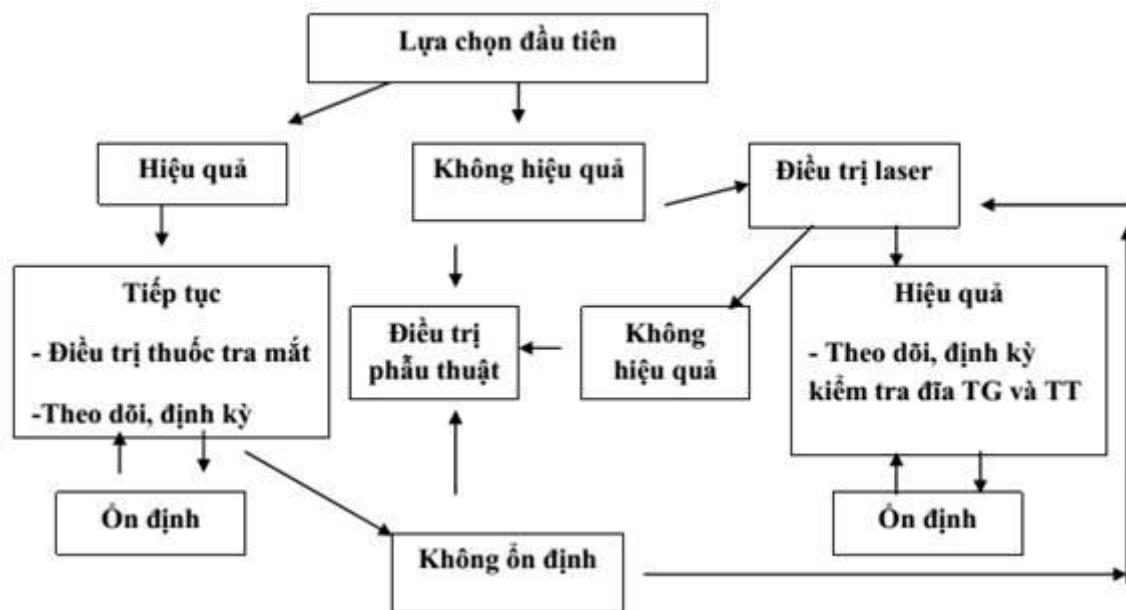 Lựa chọn đầu tiên
Hiệu quả
Không hiệu quả
Điều trị laser
Tiếp tục
- Điều trị thuốc tra mắt
-Theo dõi, định kỳ
Điều trị
phẫu thuật
Không
hiệu quả
Hiệu quả
- Theo dõi, định kỳ
kiểm tra đĩa TG và TT
Ổn định
Không ổn định
Ổn định